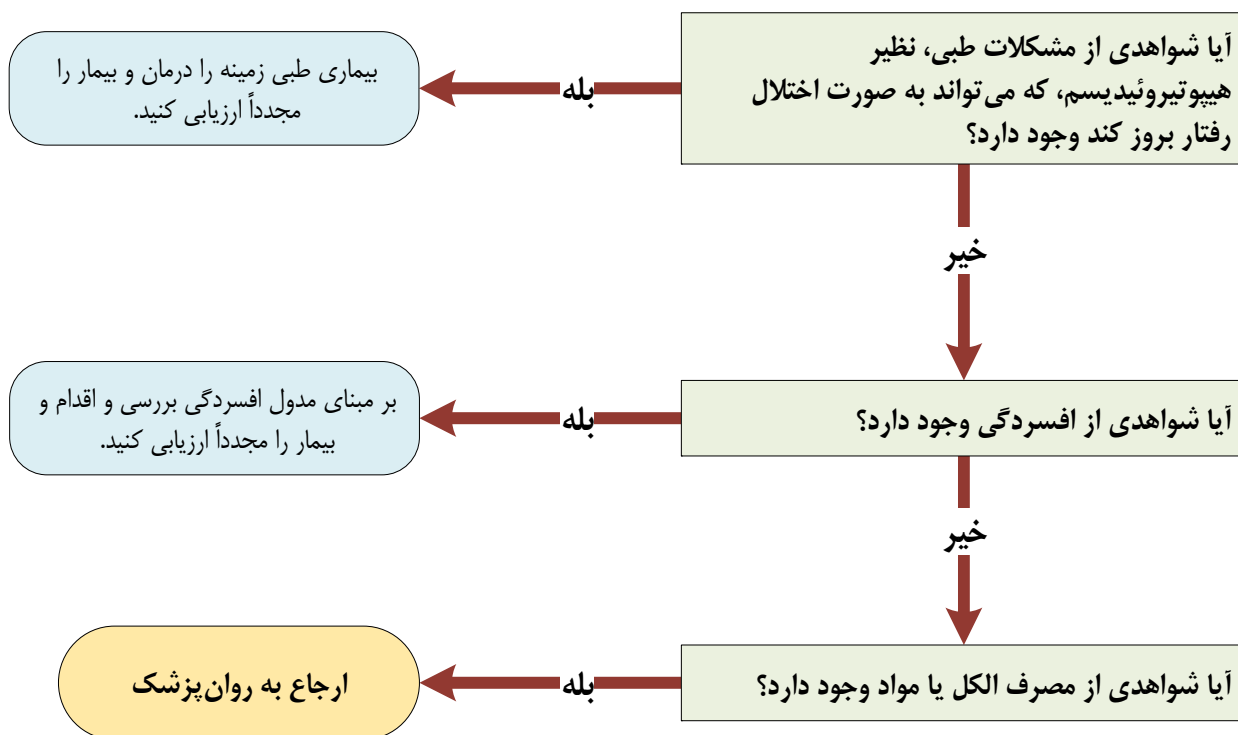 آیا شواهدی از مشکلات طبی، نظیر
هیپوتیروئیدیسم، که می‌تواند به صورت اختلال
رفتار بروز کند وجود دارد؟
بله
بیماری طبی زمینه را درمان و بیمار را
مجدداً ارزیابی کنید.
خیر
آیا شواهدی از افسردگی وجود دارد؟
بله
بر مبنای مدول افسردگی بررسی و اقدام و
بیمار را مجدداً ارزیابی کنید.
خیر
آیا شواهدی از مصرف الکل یا مواد وجود دارد؟
بله
ارجاع به روان‌پزشک